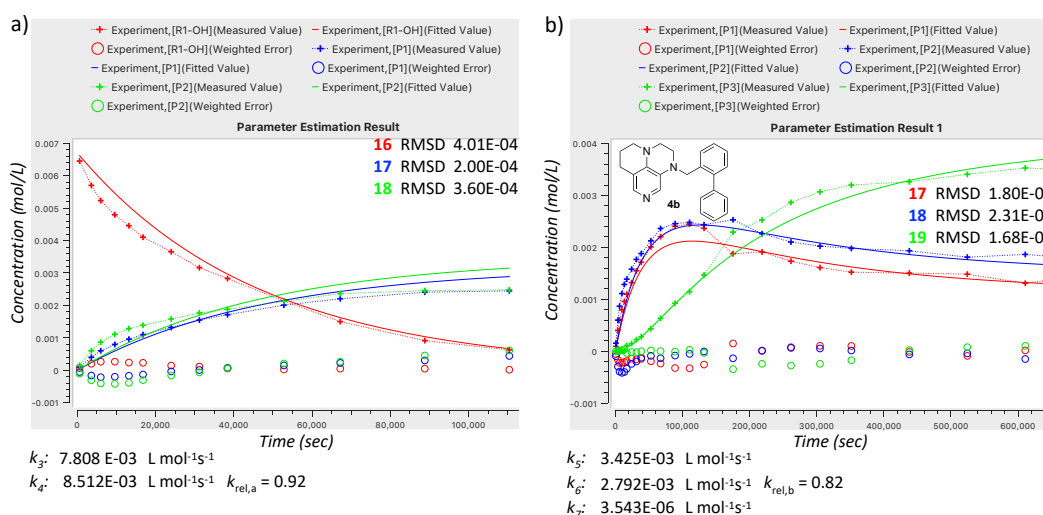 a)
Experiment,[R1-OH](Measured Value) Experiment,[R1-OH](Fitted Value)
Experiment,[R1-OH](Weighted Error) Experiment,[P1](Measured Value)
Experiment,[P1](Fitted Value) Experiment,[P1](Weighted Error)
Experiment,[P2](Measured Value) Experiment,[P2](Fitted Value)
Experiment,[P2](Weighted Error)
Parameter Estimation Result
16 RMSD 4.01E-04
17 RMSD 2.00E-04
18 RMSD 3.60E-04
Concentration (mol/L)
0.007
0.006
0.005
0.004
0.003
0.002
0.001
0
-0.001
0 20,000 40,000 60,000 80,000 100,000
Time (sec)
k3: 7.808 E-03 L mol-1s-1
k4: 8.512E-03 L mol-1s-1 krel,a = 0.92
b)
Experiment,[P1](Measured Value) Experiment,[P1](Fitted Value)
Experiment,[P1](Weighted Error) Experiment,[P2](Measured Value)
Experiment,[P2](Fitted Value) Experiment,[P2](Weighted Error)
Experiment,[P3](Measured Value) Experiment,[P3](Fitted Value)
Experiment,[P3](Weighted Error)
Parameter Estimation Result 1
N
N
N
4b
17 RMSD 1.80E-0
18 RMSD 2.31E-0
19 RMSD 1.68E-0
Concentration (mol/L)
0.004
0.003
0.002
0.001
0
-0.001
0 100,000 200,000 300,000 400,000 500,000 600,000
Time (sec)
k5: 3.425E-03 L mol-1s-1
k6: 2.792E-03 L mol-1s-1 krel,b = 0.82
k7: 3.543E-06 L mol-1s-1